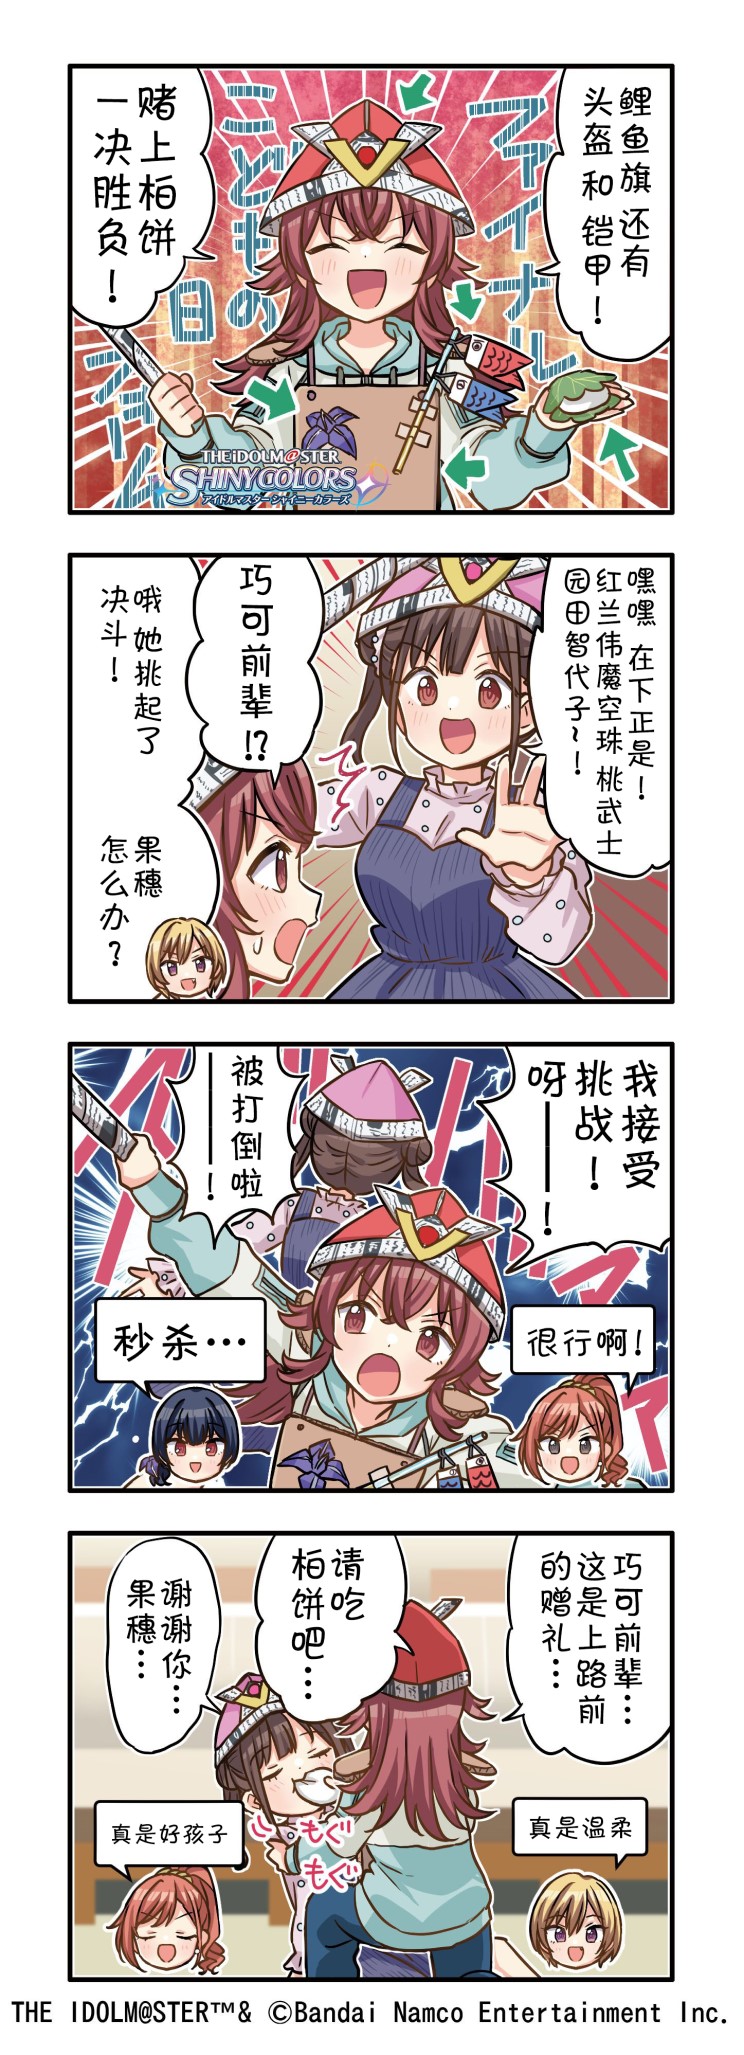 鲤鱼旗 还有
头盔和 铠甲！
赌上柏饼
一决胜负！
こどもの
日
ファイナル
フォーム
THE iDOLM@STER
SHINY COLORS
アイドルマスター シャイニーカラーズ
嘿嘿 在下正是！
红兰伟魔空珠 桃武士
园田智代子~！
巧可前辈！？
哦 她挑起了
决斗！
果穗
怎么办？
我接受
挑战！
呀——！
被打倒啦
——！
很行啊！
秒杀…
巧可前辈…
这是上路前
的赠礼…
请吃
柏饼吧…
谢谢你…
果穗…
もぐ
もぐ
真是温柔
真是好孩子
THE IDOLM@STER™& ©Bandai Namco Entertainment Inc.